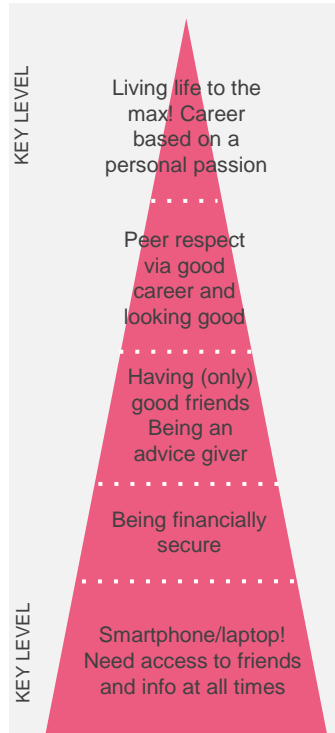 KEY LEVEL
Living life to the
max! Career
based on a
personal passion
Peer respect
via good
career and
looking good
Having (only)
good friends
Being an
advice giver
Being financially
secure
KEY LEVEL
Smartphone/laptop!
Need access to friends
and info at all times